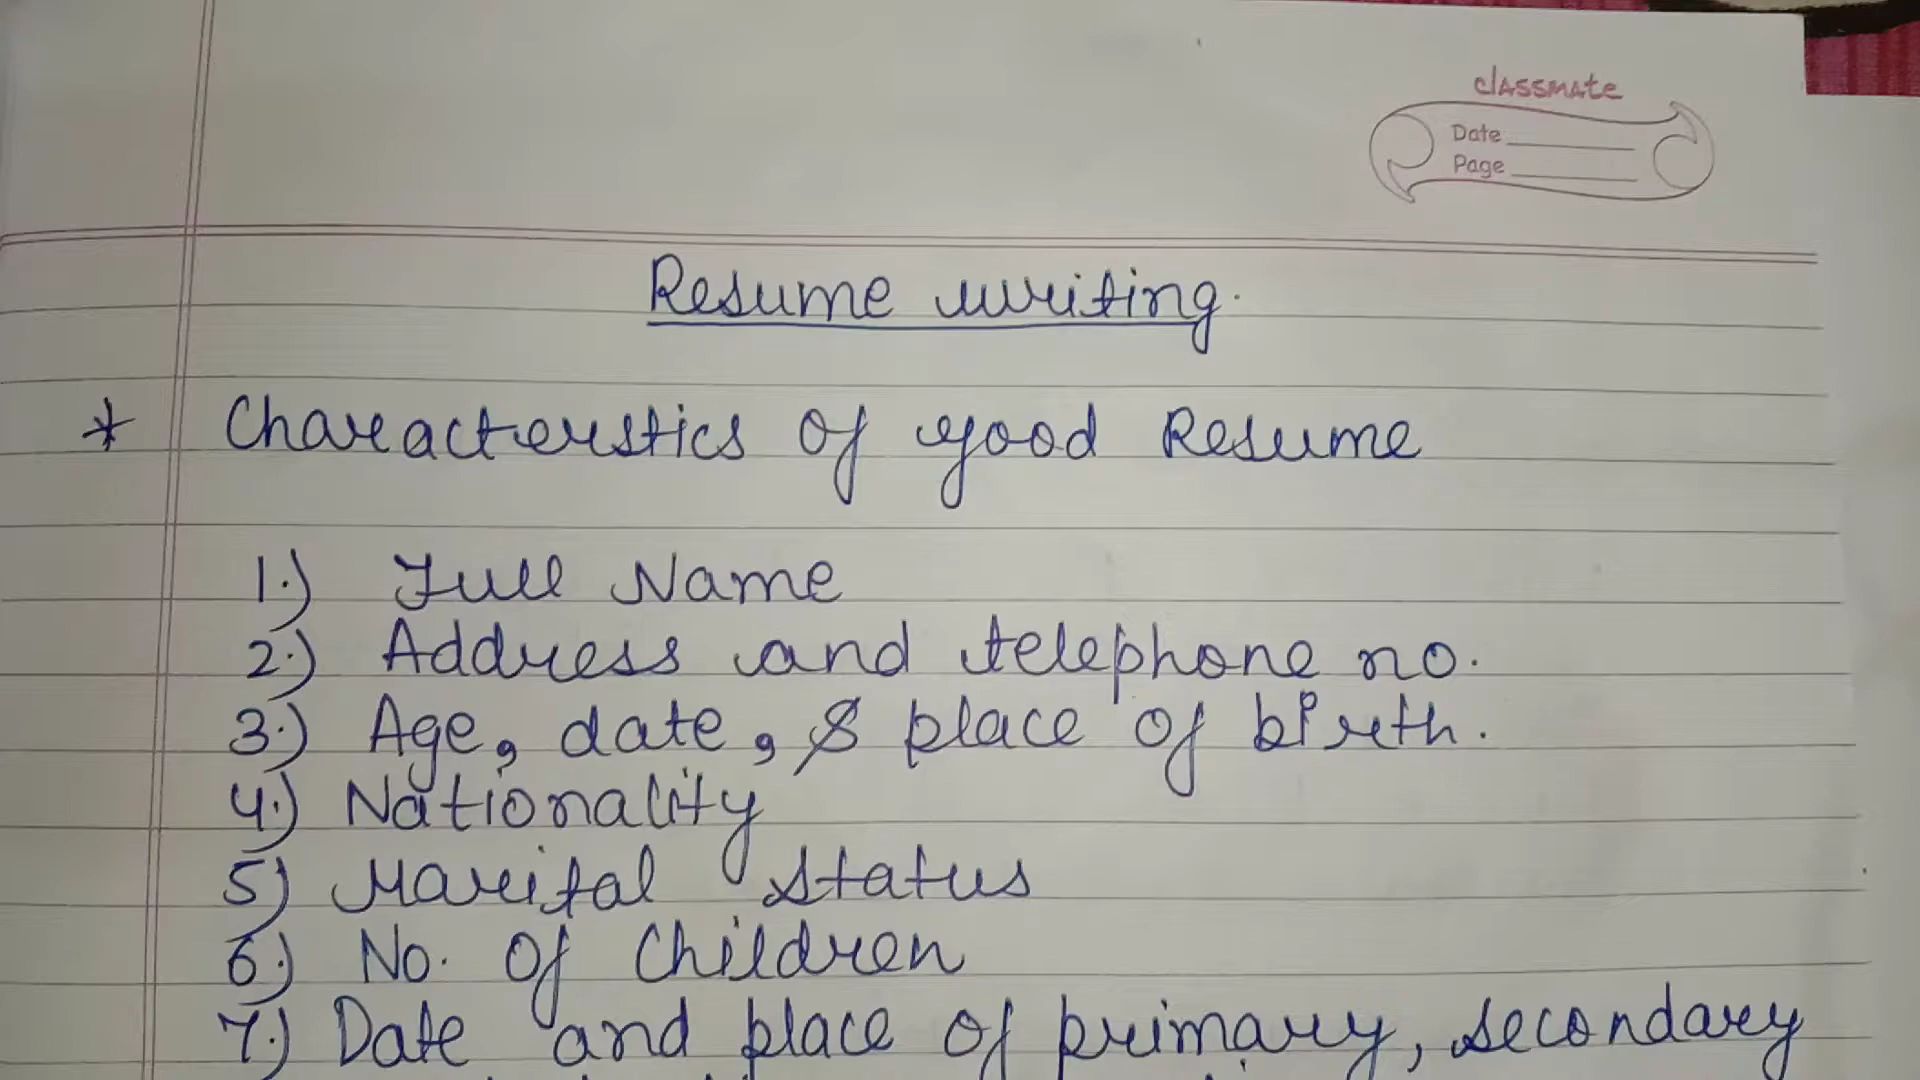 classmate
Date
Page
Resume writing.
* Characterstics of good Resume
1.) Full Name
2.) Address and telephone no.
3.) Age, date, & place of birth.
4.) Nationality
5) Marital status
6.) No. of Children
7.) Date and place of primary, secondary